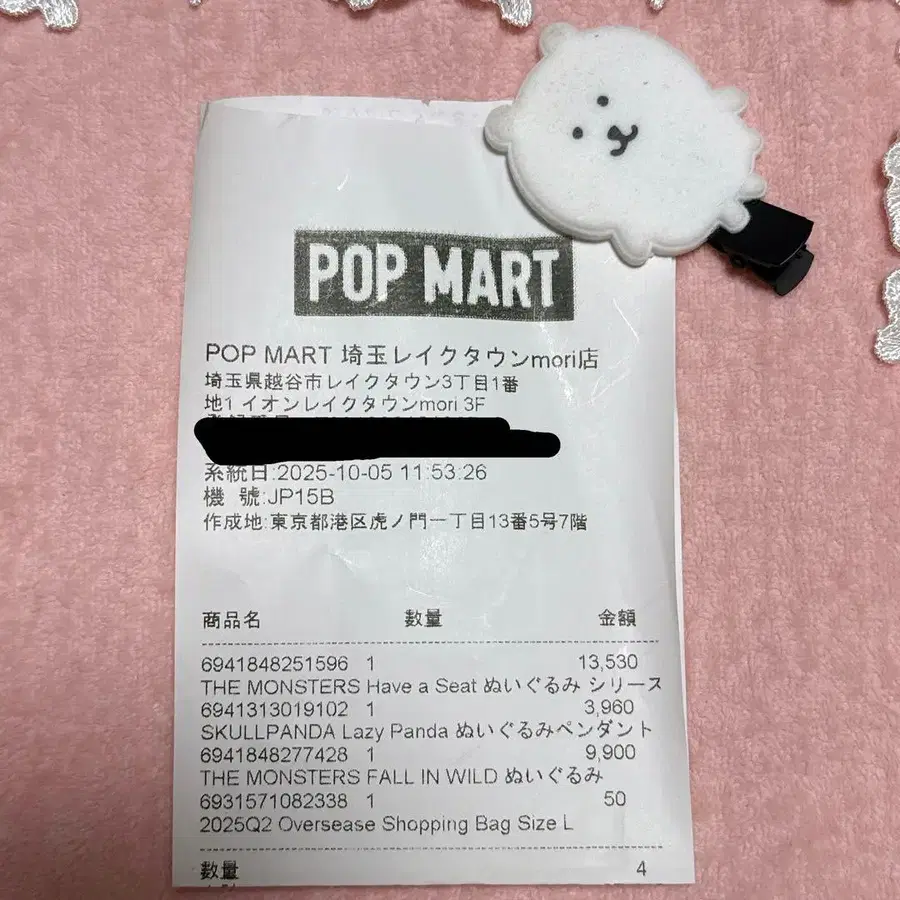 POP MART
POP MART 埼玉レイクタウンmori店
埼玉県越谷市レイクタウン3丁目1番
地1 イオンレイクタウンmori 3F
系統日:2025-10-05 11:53:26
機 號:JP15B
作成地:東京都港区虎ノ門一丁目13番5号7階
商品名 数量 金額
6941848251596 1 13,530
THE MONSTERS Have a Seat ぬいぐるみ シリーズ
6941313019102 1 3,960
SKULLPANDA Lazy Panda ぬいぐるみペンダント
6941848277428 1 9,900
THE MONSTERS FALL IN WILD ぬいぐるみ
6931571082338 1 50
2025Q2 Oversease Shopping Bag Size L
数量 4